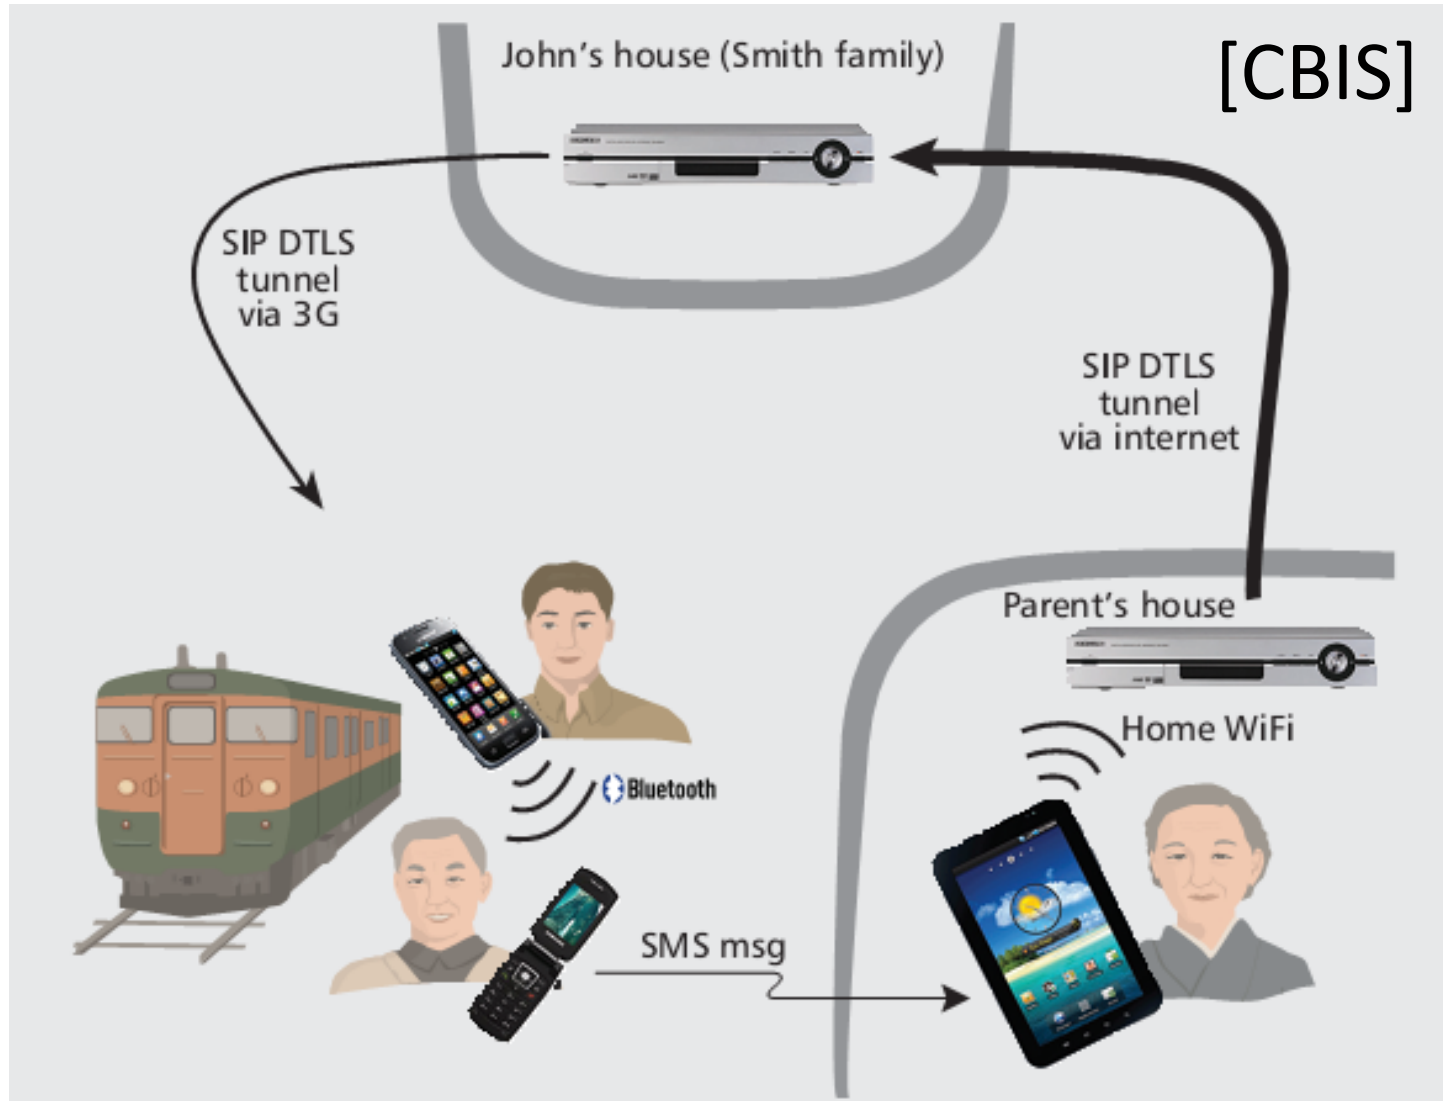 John's house (Smith family)
[CBIS]
SIP DTLS
tunnel
via 3G
SIP DTLS
tunnel
via internet
Parent's house
Home WiFi
Bluetooth
SMS msg